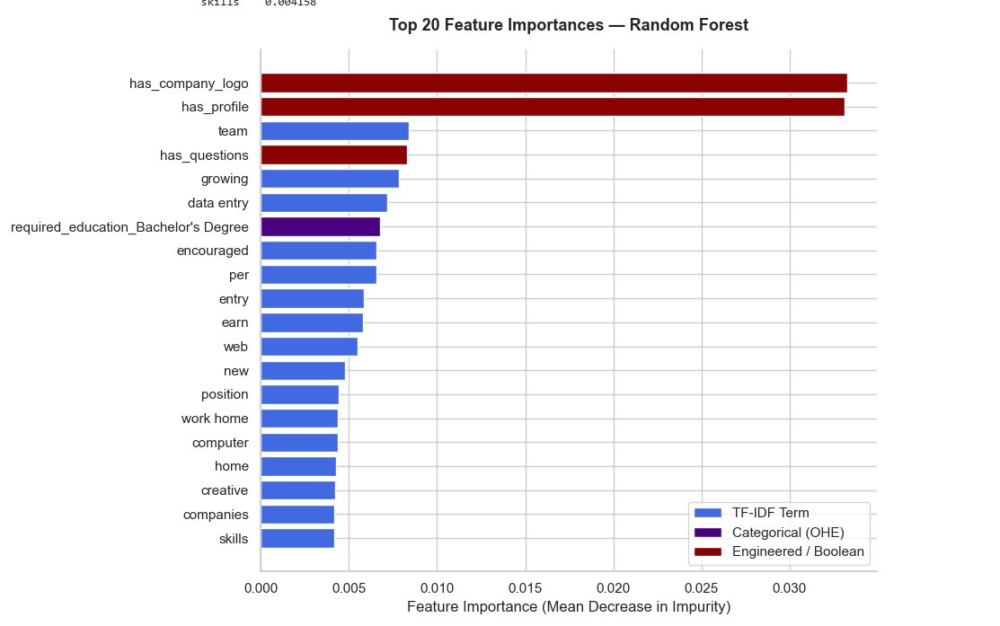 skills 0.004158
Top 20 Feature Importances — Random Forest
has_company_logo
has_profile
team
has_questions
growing
data entry
required_education_Bachelor's Degree
encouraged
per
entry
earn
web
new
position
work home
computer
home
creative
companies
skills
TF-IDF Term
Categorical (OHE)
Engineered / Boolean
0.000 0.005 0.010 0.015 0.020 0.025 0.030
Feature Importance (Mean Decrease in Impurity)